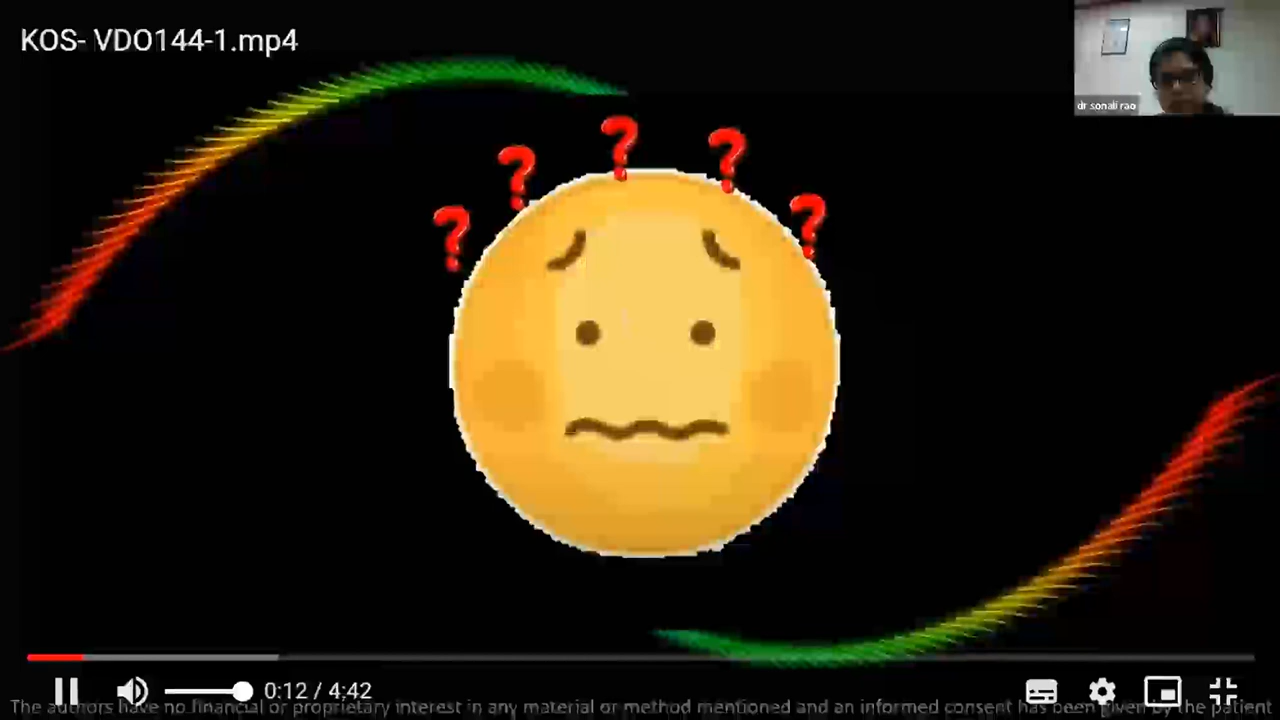 KOS- VDO144-1.mp4
dr sonali rao
? ? ? ? ?
0:12 / 4:42
The authors have no financial or proprietary interest in any material or method mentioned and an informed consent has been given by the patient